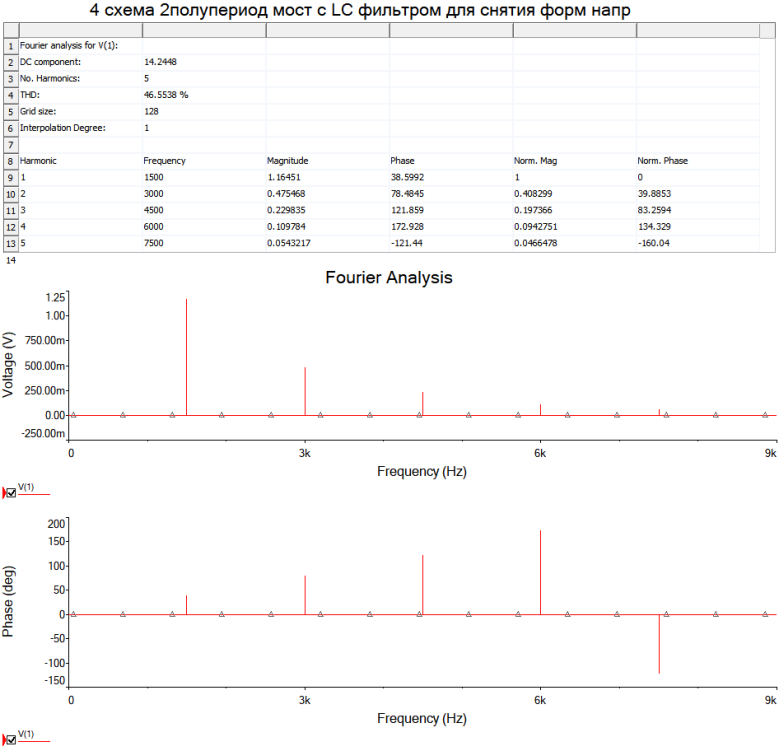 4 схема 2полупериод мост с LC фильтром для снятия форм напр
1 Fourier analysis for V(1):
2 DC component: 14.2448
3 No. Harmonics: 5
4 THD: 46.5538 %
5 Grid size: 128
6 Interpolation Degree: 1
7
8 Harmonic Frequency Magnitude Phase Norm. Mag Norm. Phase
9 1 1500 1.16451 38.5992 1 0
10 2 3000 0.475468 78.4845 0.408299 39.8853
11 3 4500 0.229835 121.859 0.197366 83.2594
12 4 6000 0.109784 172.928 0.0942751 134.329
13 5 7500 0.0543217 -121.44 0.0466478 -160.04
14
Fourier Analysis
Voltage (V)
1.25
1.00
750.00m
500.00m
250.00m
0.00
-250.00m
0 3k 6k 9k
Frequency (Hz)
V(1)
Phase (deg)
200
150
100
50
0
-50
-100
-150
0 3k 6k 9k
Frequency (Hz)
V(1)